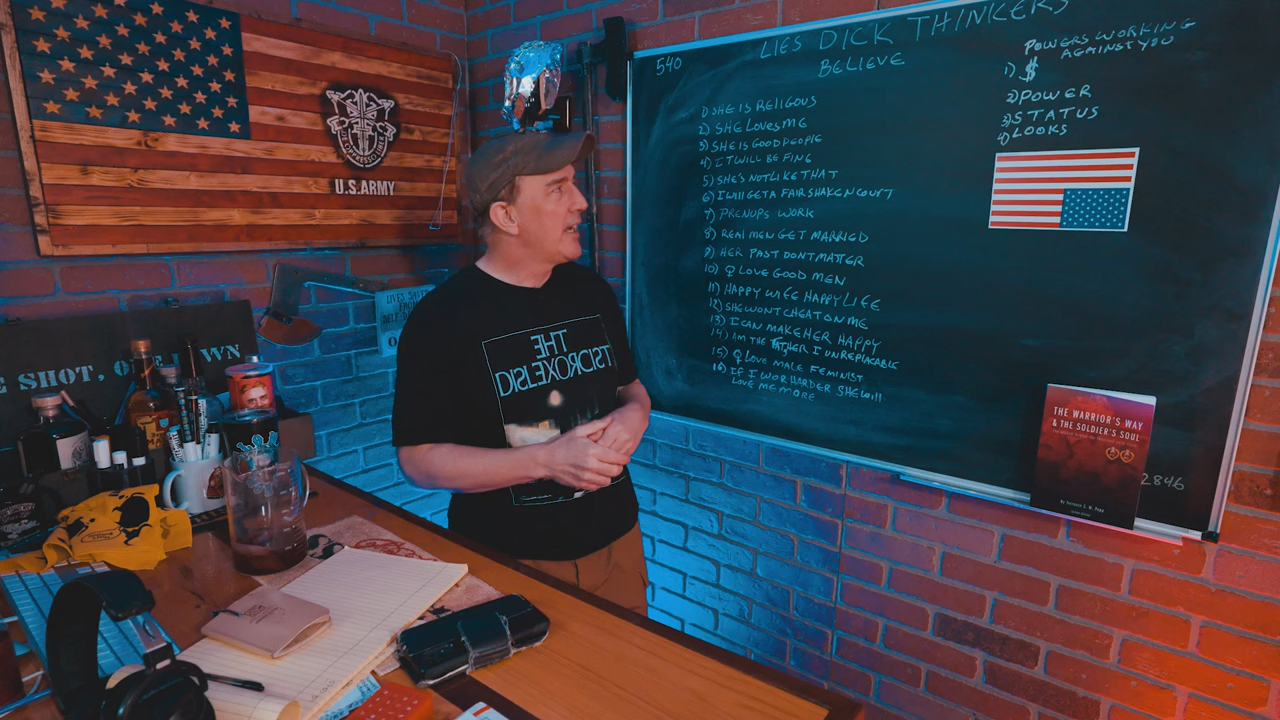 DE OPPRESSO LIBER
U.S. ARMY
E SHOT, O
WN
THE
DISLEXORCIST
LIES DICK THINKERS
BELIEVE
540
1) SHE IS RELIGOUS
2) SHE LOVES ME
3) SHE IS GOOD PEOPLE
4) IT WILL BE FINE
5) SHE'S NOT LIKE THAT
6) I WILL GET A FAIR SHAKE N COURT
7) PRENUPS WORK
8) REAL MEN GET MARRIED
9) HER PAST DONT MATTER
10) ♀ LOVE GOOD MEN
11) HAPPY WIFE HAPPY LIFE
12) SHE WONT CHEAT ON ME
13) I CAN MAKE HER HAPPY
14) AM THE FATHER I UNREPLACABLE
15) ♀ LOVE MALE FEMINIST
16) IF I WOR HARDER SHE WILL
LOVE ME MORE
POWERS WORKING
AGAINST YOU
1) $
2) POWER
3) STATUS
4) LOOKS
THE WARRIOR'S WAY
& THE SOLDIER'S SOUL
2846